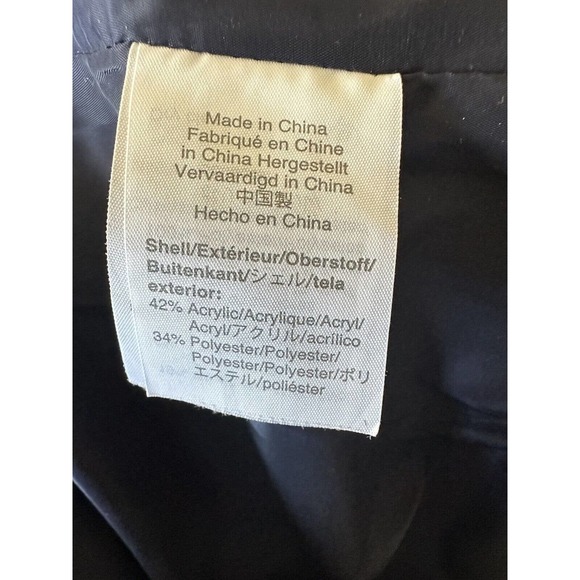 Made in China
Fabriqué en Chine
in China Hergestellt
Vervaardigd in China
中国製
Hecho en China
Shell/Extérieur/Oberstoff/
Buitenkant/シェル/tela
exterior:
42% Acrylic/Acrylique/Acryl/
Acryl/アクリル/acrílico
34% Polyester/Polyester/
Polyester/Polyester/ポリ
エステル/poliéster